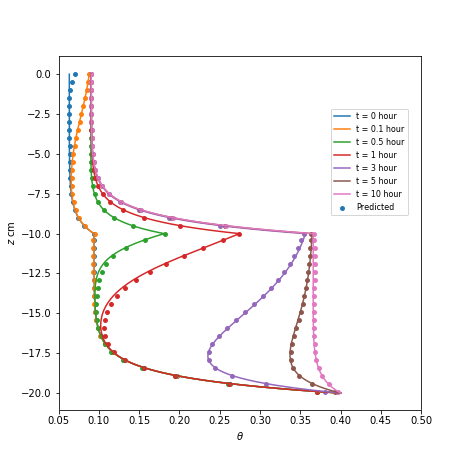 0.0
−2.5
−5.0
−7.5
−10.0
−12.5
−15.0
−17.5
−20.0
z cm
0.05 0.10 0.15 0.20 0.25 0.30 0.35 0.40 0.45 0.50
θ
t = 0 hour
t = 0.1 hour
t = 0.5 hour
t = 1 hour
t = 3 hour
t = 5 hour
t = 10 hour
Predicted